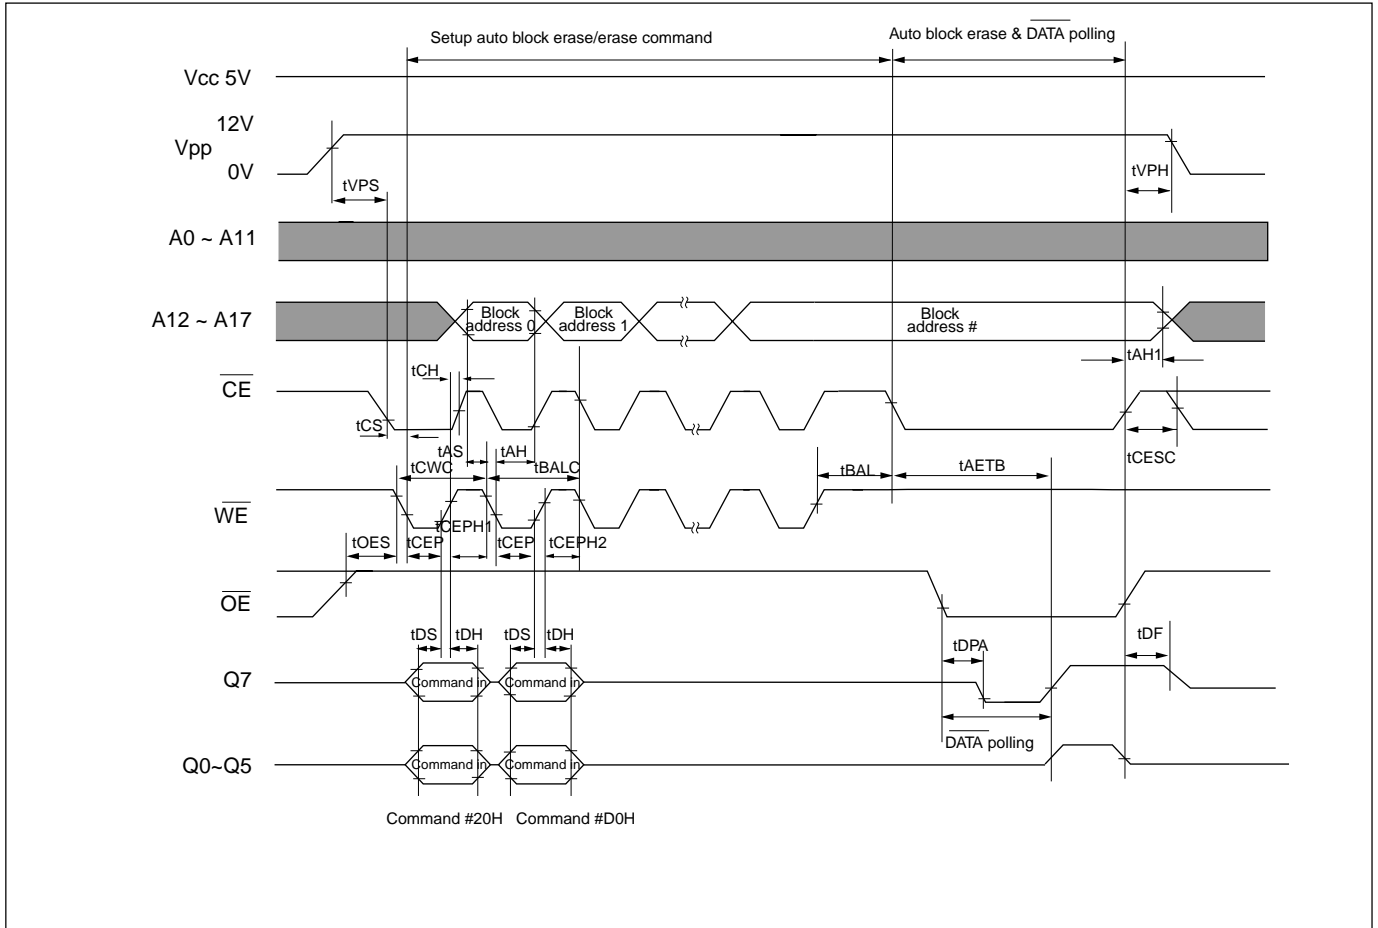 Setup auto block erase/erase command
Auto block erase & DATA polling
Vcc 5V
12V
Vpp
0V
tVPS
tVPH
A0 ~ A11
A12 ~ A17
Block
address 0
Block
address 1
Block
address #
tAH1
tCH
CE
tCS
tAS
tAH
tCESC
tCWC
tBALC
tBAL
tAETB
WE
tCEPH1
tOES
tCEP
tCEP
tCEPH2
OE
tDS
tDH
tDS
tDH
tDPA
tDF
Q7
Command in
Command in
DATA polling
Q0~Q5
Command in
Command in
Command #20H
Command #D0H